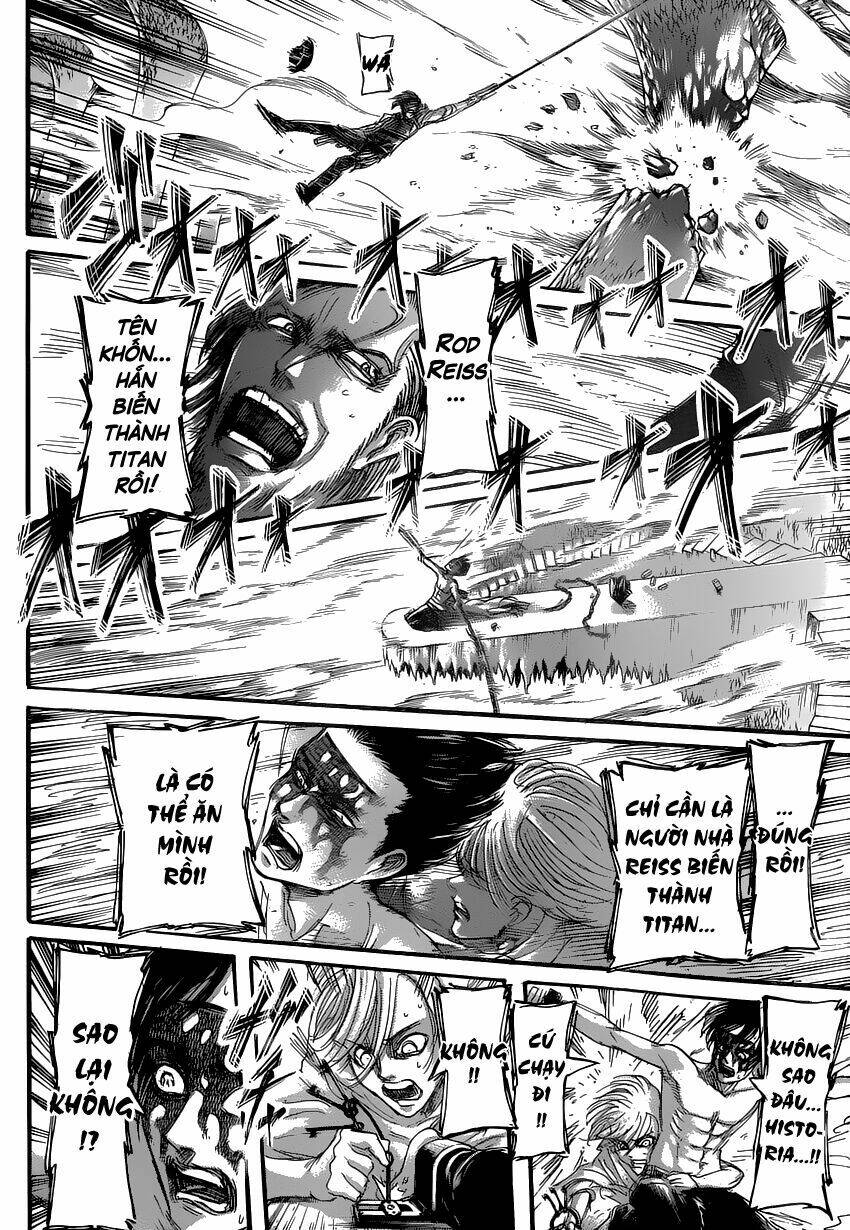 WÁ
ROD
REISS
...
TÊN
KHỐN...
HẮN
BIẾN
THÀNH
TITAN
RỒI!
...
ĐÚNG
RỒI!
CHỈ CẦN LÀ
NGƯỜI NHÀ
REISS BIẾN
THÀNH
TITAN...
LÀ CÓ
THỂ ĂN
MÌNH
RỒI!
KHÔNG
SAO
ĐÂU...
HISTO-
RIA...!!
CỨ
CHẠY
ĐI
!!
KHÔNG
!!
SAO
LẠI
KHÔNG
!?